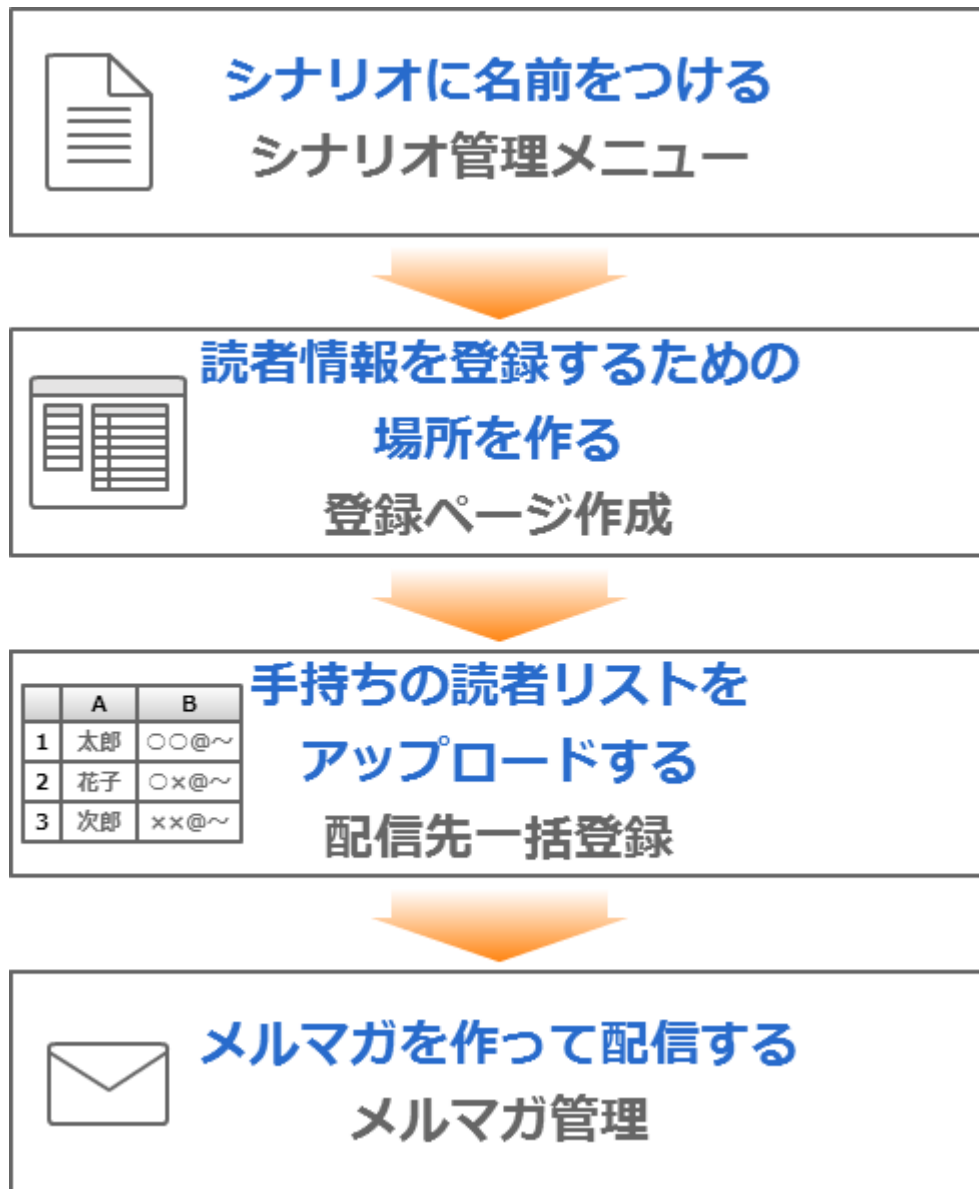 シナリオに名前をつける
シナリオ管理メニュー
読者情報を登録するための
場所を作る
登録ページ作成
手持ちの読者リストを
アップロードする
配信先一括登録
A B
1 太郎 ○○@～
2 花子 ○×@～
3 次郎 ××@～
メルマガを作って配信する
メルマガ管理